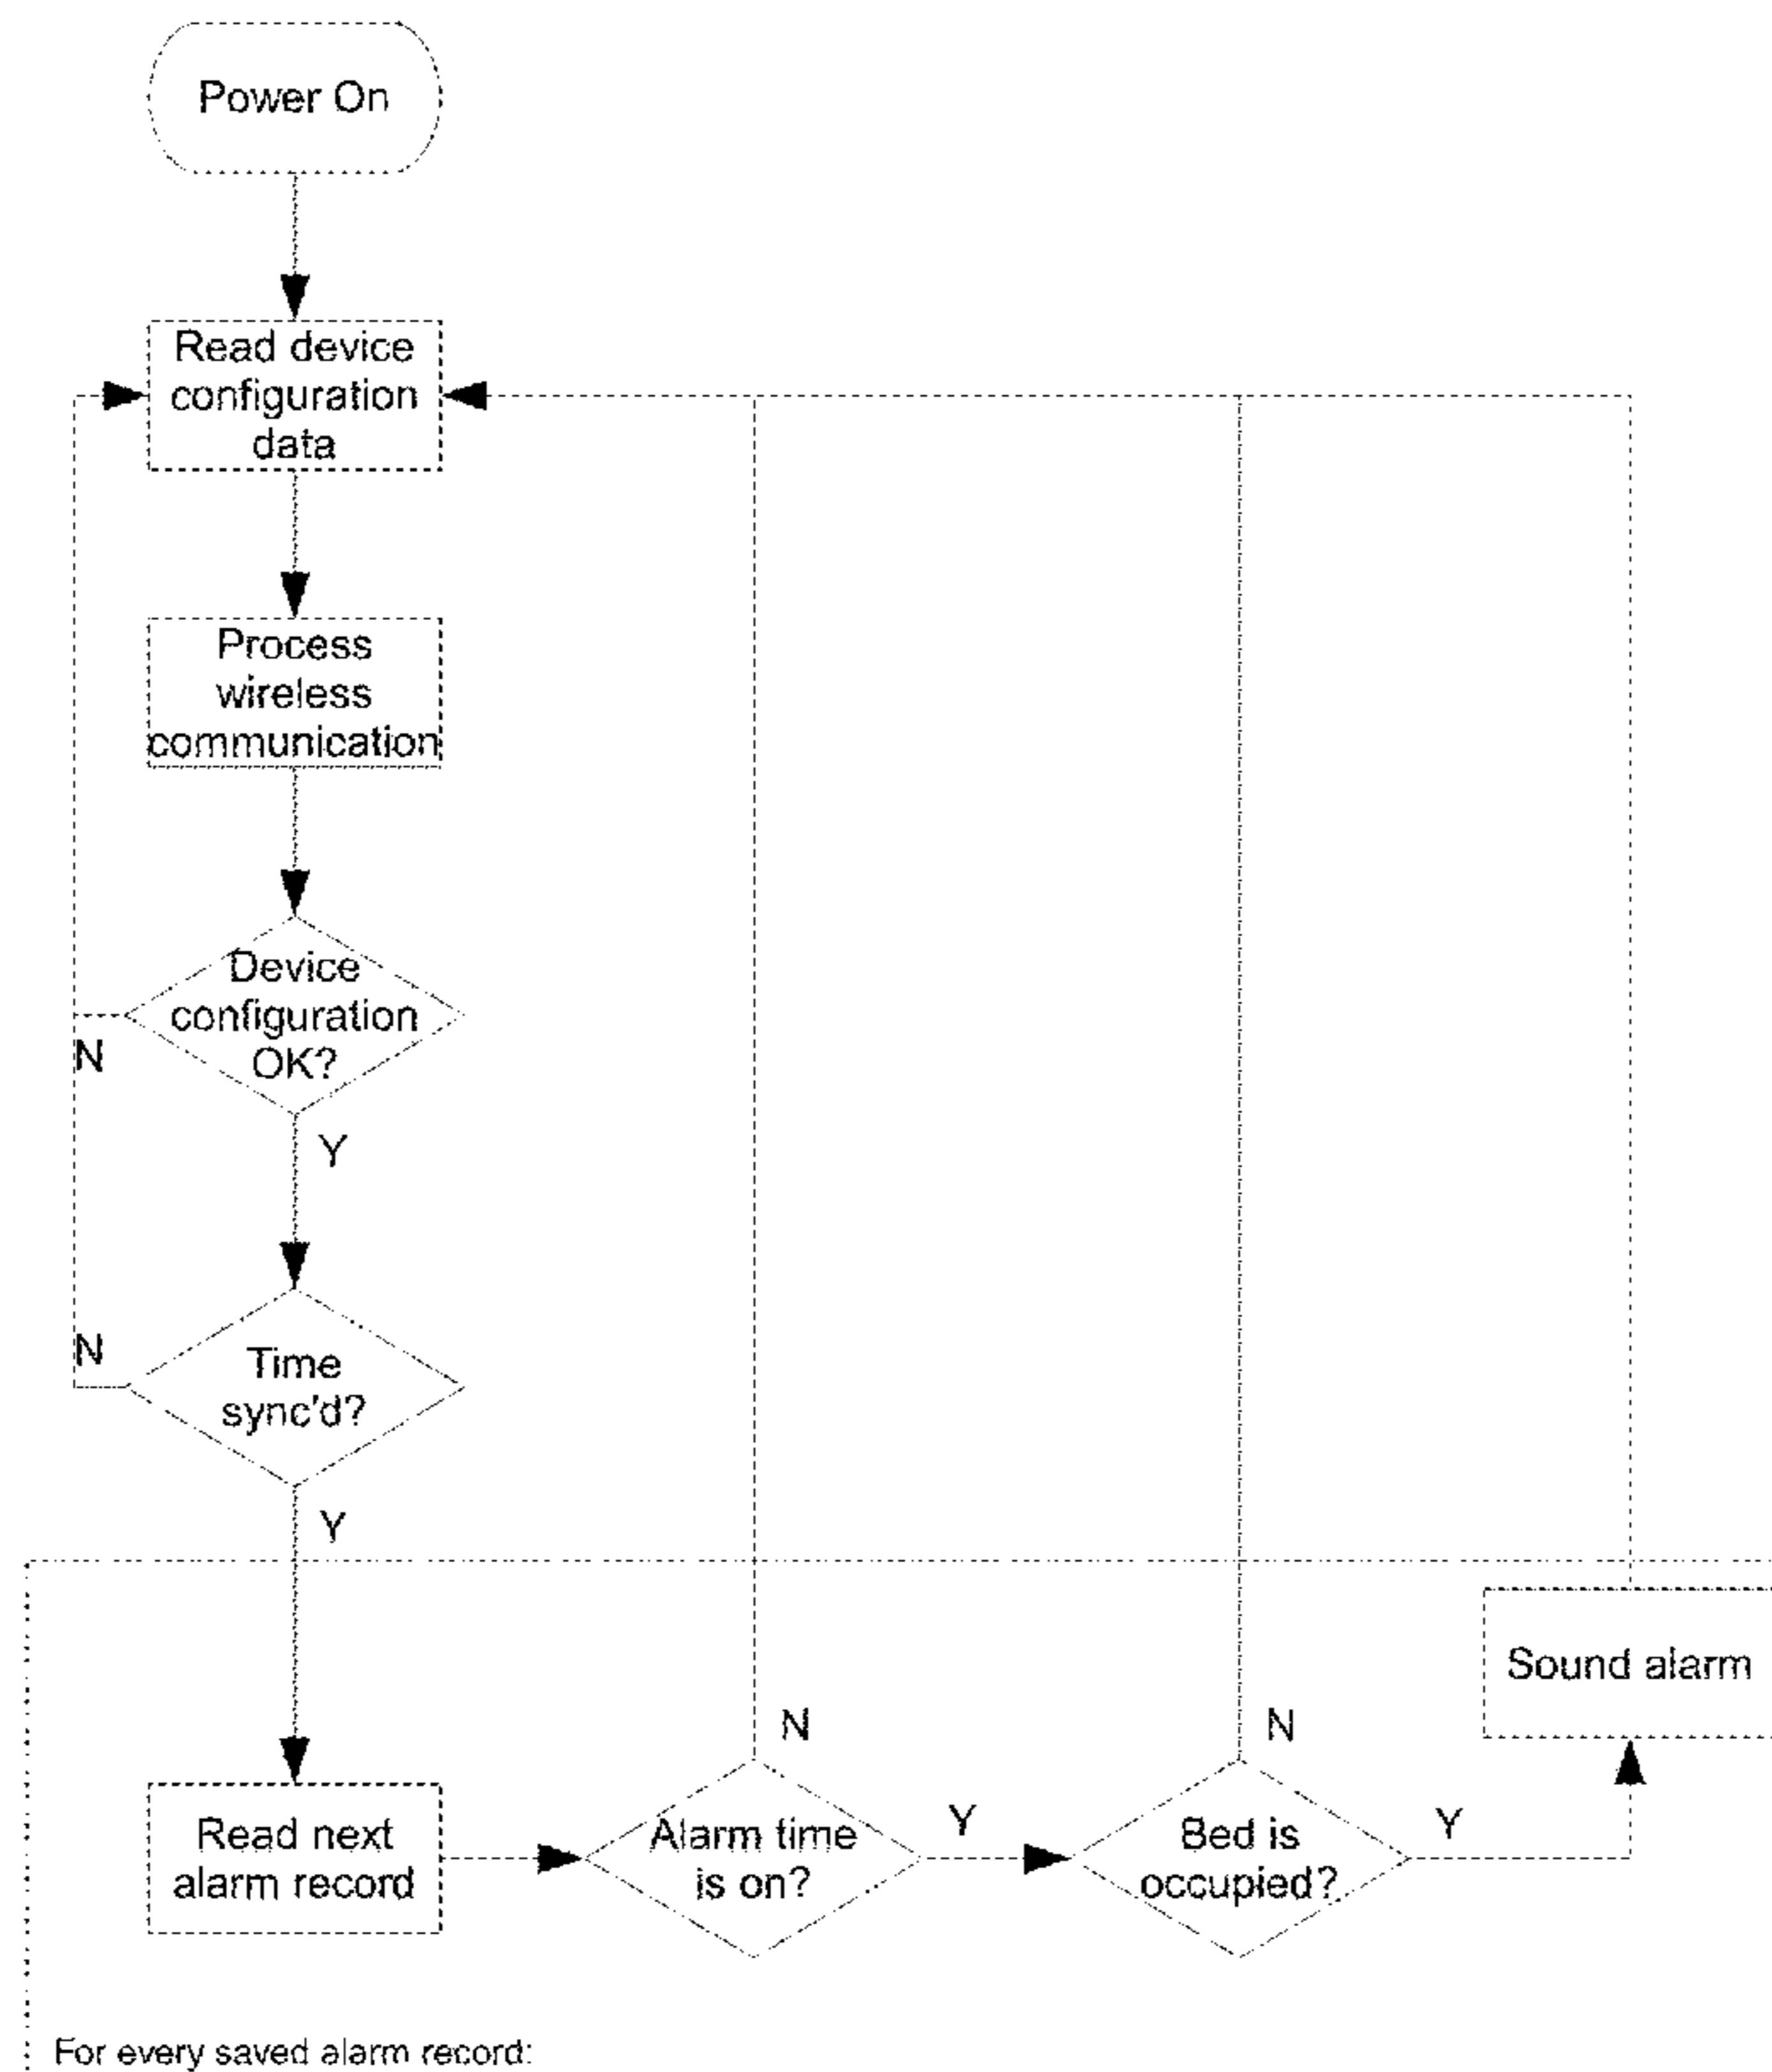 Power On
Read device
configuration
data
Process
wireless
communication
Device
configuration
OK?
N
Y
N
Time
sync'd?
Y
Sound alarm
N
N
Read next
alarm record
Alarm time
is on?
Y
Bed is
occupied?
Y
For every saved alarm record: